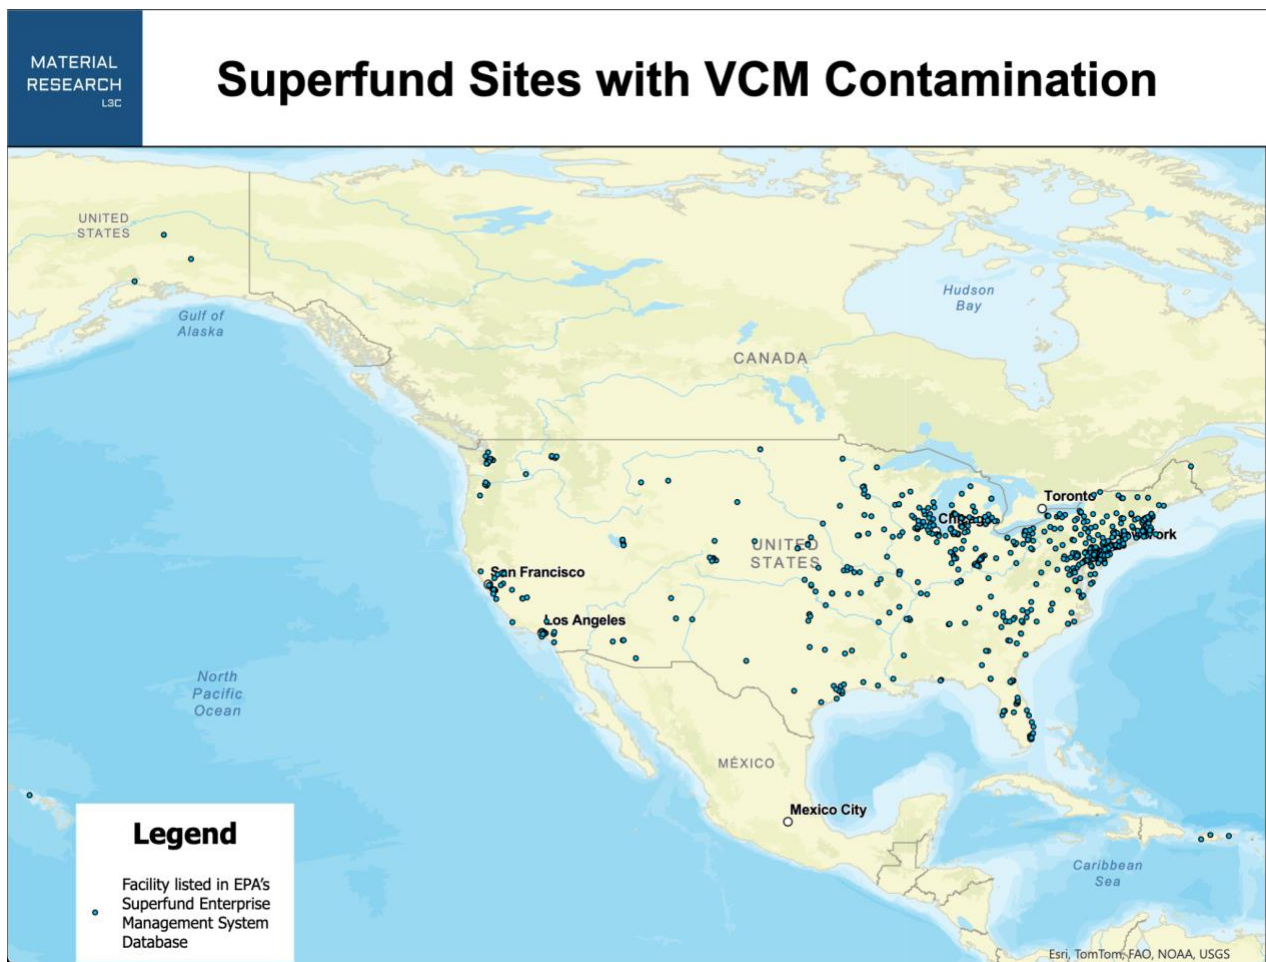 MATERIAL
RESEARCH
L3C
Superfund Sites with VCM Contamination
UNITED
STATES
Gulf of
Alaska
Hudson
Bay
CANADA
Toronto
UNITED
STATES
San Francisco
Los Angeles
North
Pacific
Ocean
MÉXICO
Mexico City
Caribbean
Sea
Legend
Facility listed in EPA's
Superfund Enterprise
Management System
Database
Esri, TomTom, FAO, NOAA, USGS